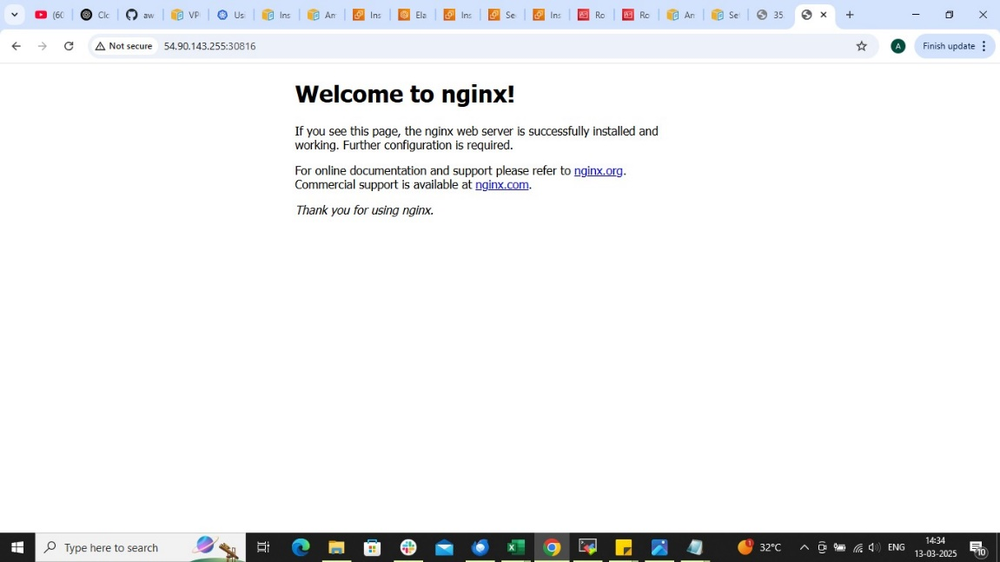 (60
Clo
aw
VP
Usi
Ins
An
Ins
Ela
Ins
Se
Ins
Ro
Ro
An
Se
35.
Not secure 54.90.143.255:30816
A
Finish update
Welcome to nginx!
If you see this page, the nginx web server is successfully installed and
working. Further configuration is required.
For online documentation and support please refer to nginx.org.
Commercial support is available at nginx.com.
Thank you for using nginx.
Type here to search
1
32°C
ENG
14:34
13-03-2025
10